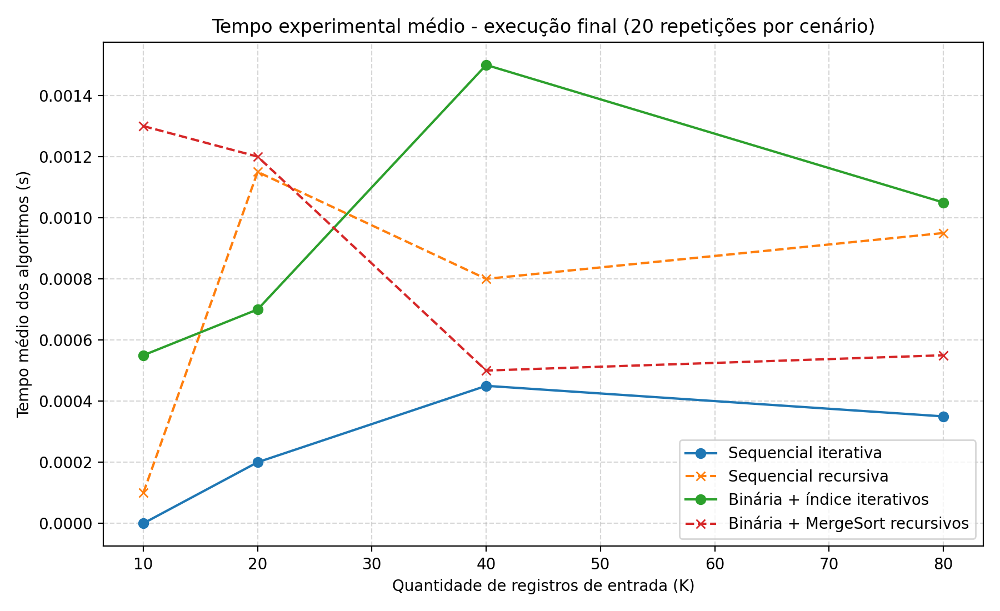 Tempo experimental médio - execução final (20 repetições por cenário)
Tempo médio dos algoritmos (s)
0.0014
0.0012
0.0010
0.0008
0.0006
0.0004
0.0002
0.0000
Sequencial iterativa
Sequencial recursiva
Binária + índice iterativos
Binária + MergeSort recursivos
10 20 30 40 50 60 70 80
Quantidade de registros de entrada (K)